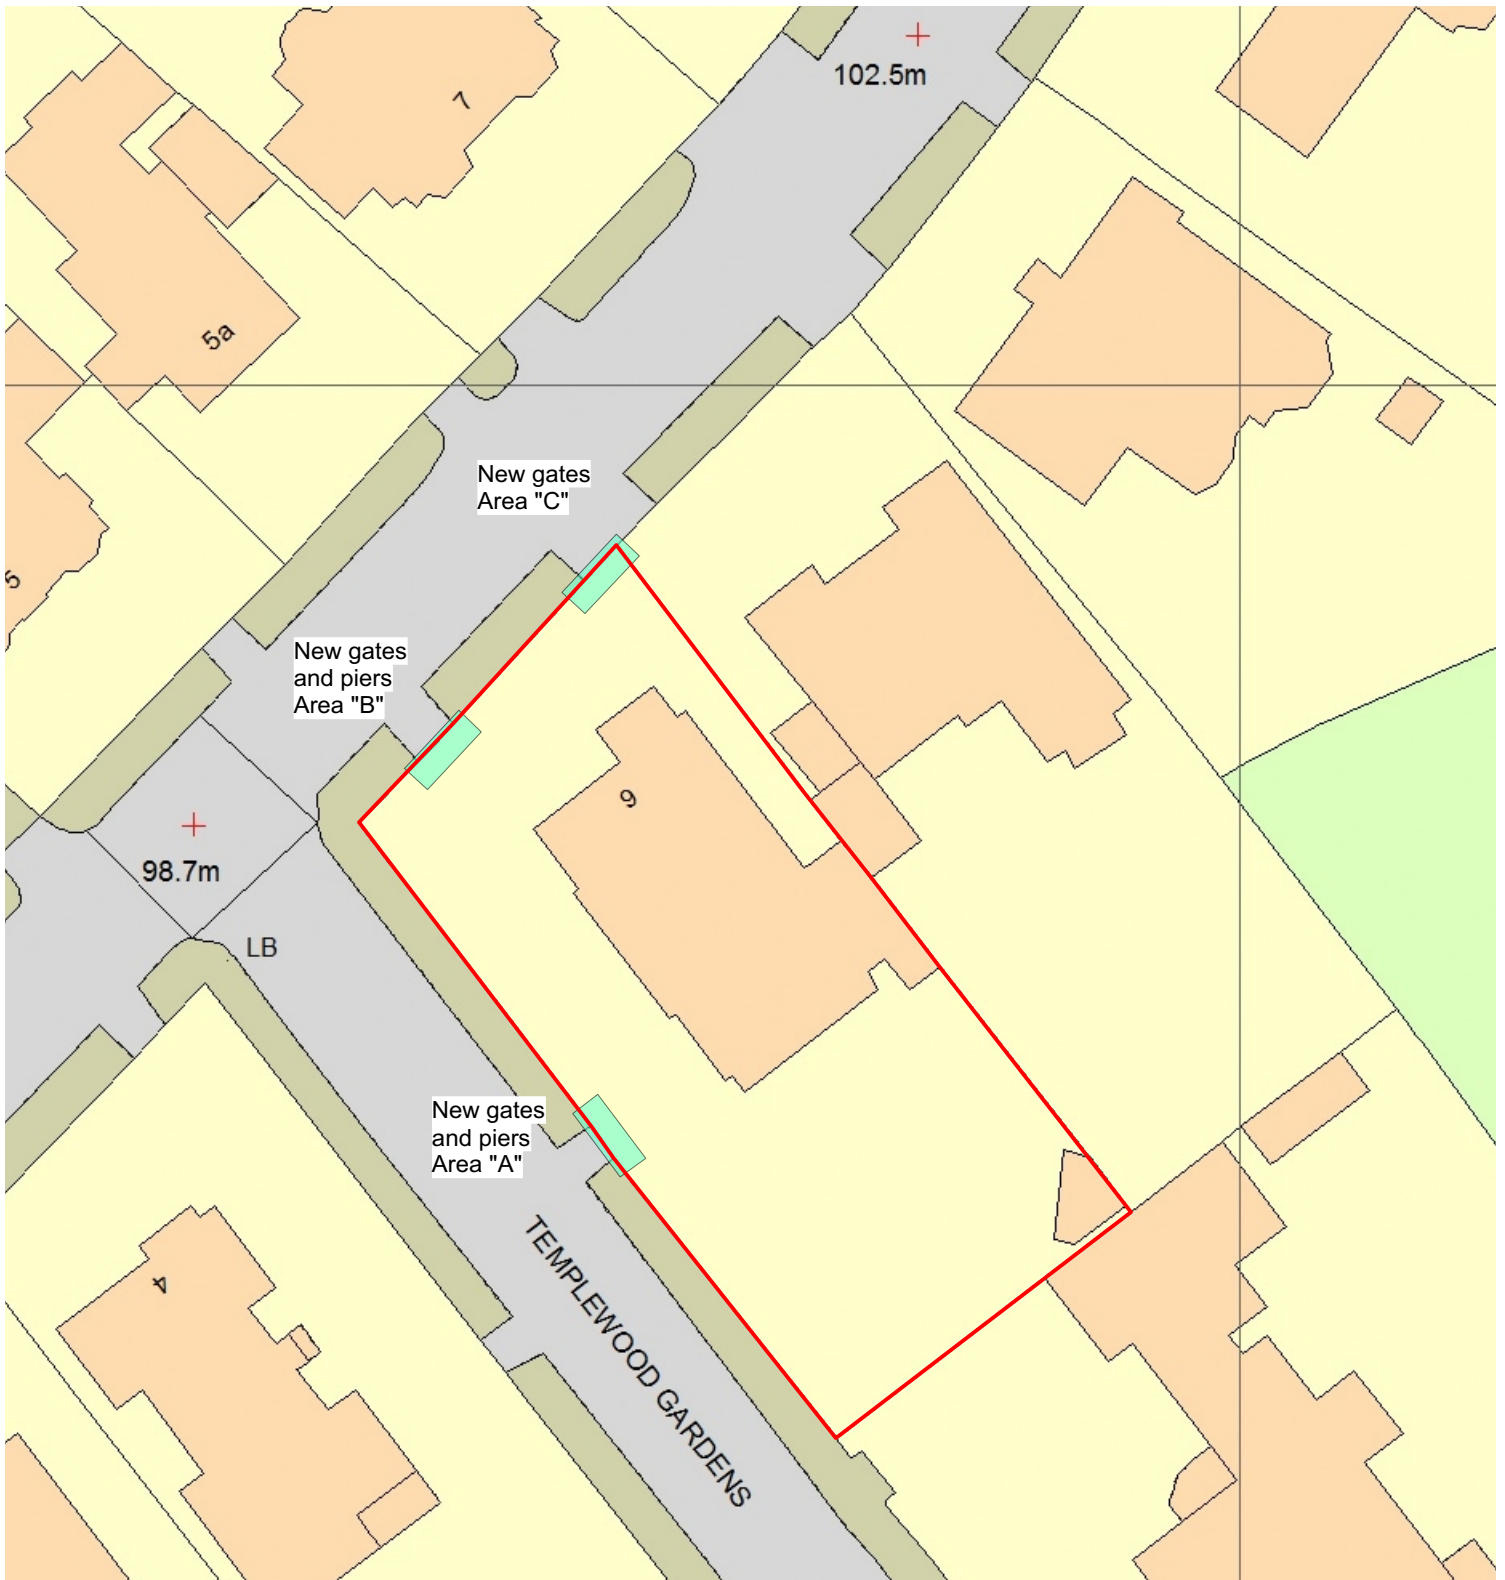 102.5m
7
5a
New gates
Area "C"
5
New gates
and piers
Area "B"
6
98.7m
LB
New gates
and piers
Area "A"
4
TEMPLEWOOD GARDENS